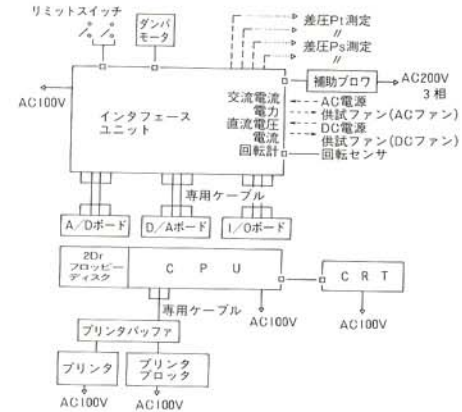 リミットスイッチ
ダンパ
モータ
差圧Pt測定
〃
差圧Ps測定
〃
補助ブロワ
AC200V
3相
AC100V
インタフェース
ユニット
交流電流
電力
直流電圧
電流
回転計
AC電源
供試ファン(ACファン)
DC電源
供試ファン(DCファン)
回転センサ
専用ケーブル
A/Dボード
D/Aボード
I/Oボード
2Dr
フロッピー
ディスク
CPU
CRT
専用ケーブル
AC100V
AC100V
プリンタバッファ
プリンタ
プリンタ
プロッタ
AC100V
AC100V